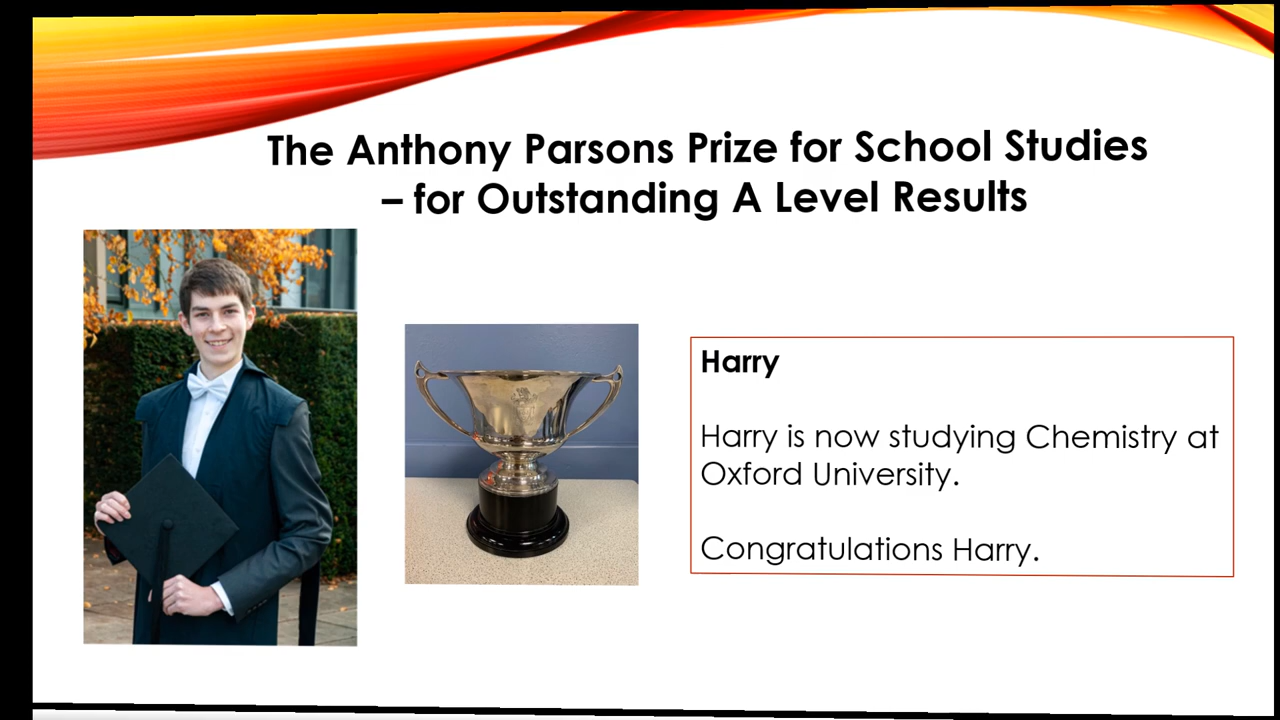 The Anthony Parsons Prize for School Studies
– for Outstanding A Level Results
Harry
Harry is now studying Chemistry at
Oxford University.
Congratulations Harry.